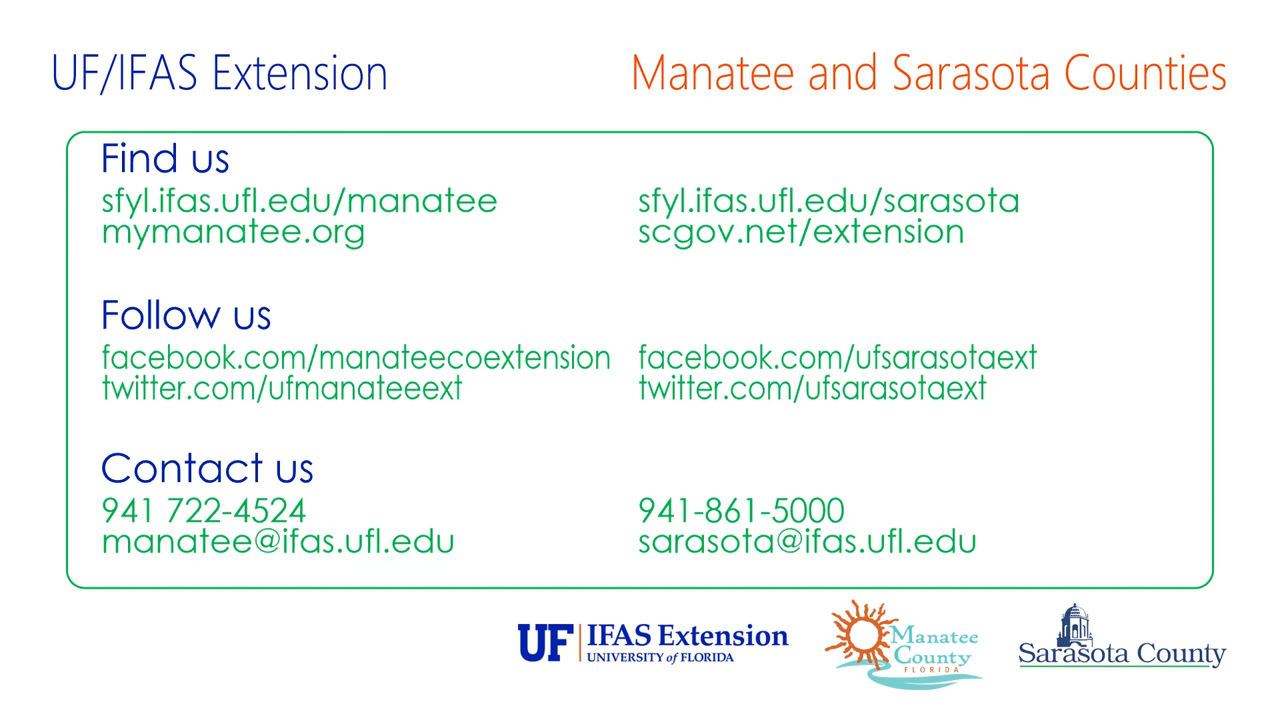 UF/IFAS Extension
Manatee and Sarasota Counties
Find us
sfyl.ifas.ufl.edu/manatee
mymanatee.org
sfyl.ifas.ufl.edu/sarasota
scgov.net/extension
Follow us
facebook.com/manateecoextension
twitter.com/ufmanateeext
facebook.com/ufsarasotaext
twitter.com/ufsarasotaext
Contact us
941 722-4524
manatee@ifas.ufl.edu
941-861-5000
sarasota@ifas.ufl.edu
UF IFAS Extension
UNIVERSITY of FLORIDA
Manatee
County
FLORIDA
Sarasota County